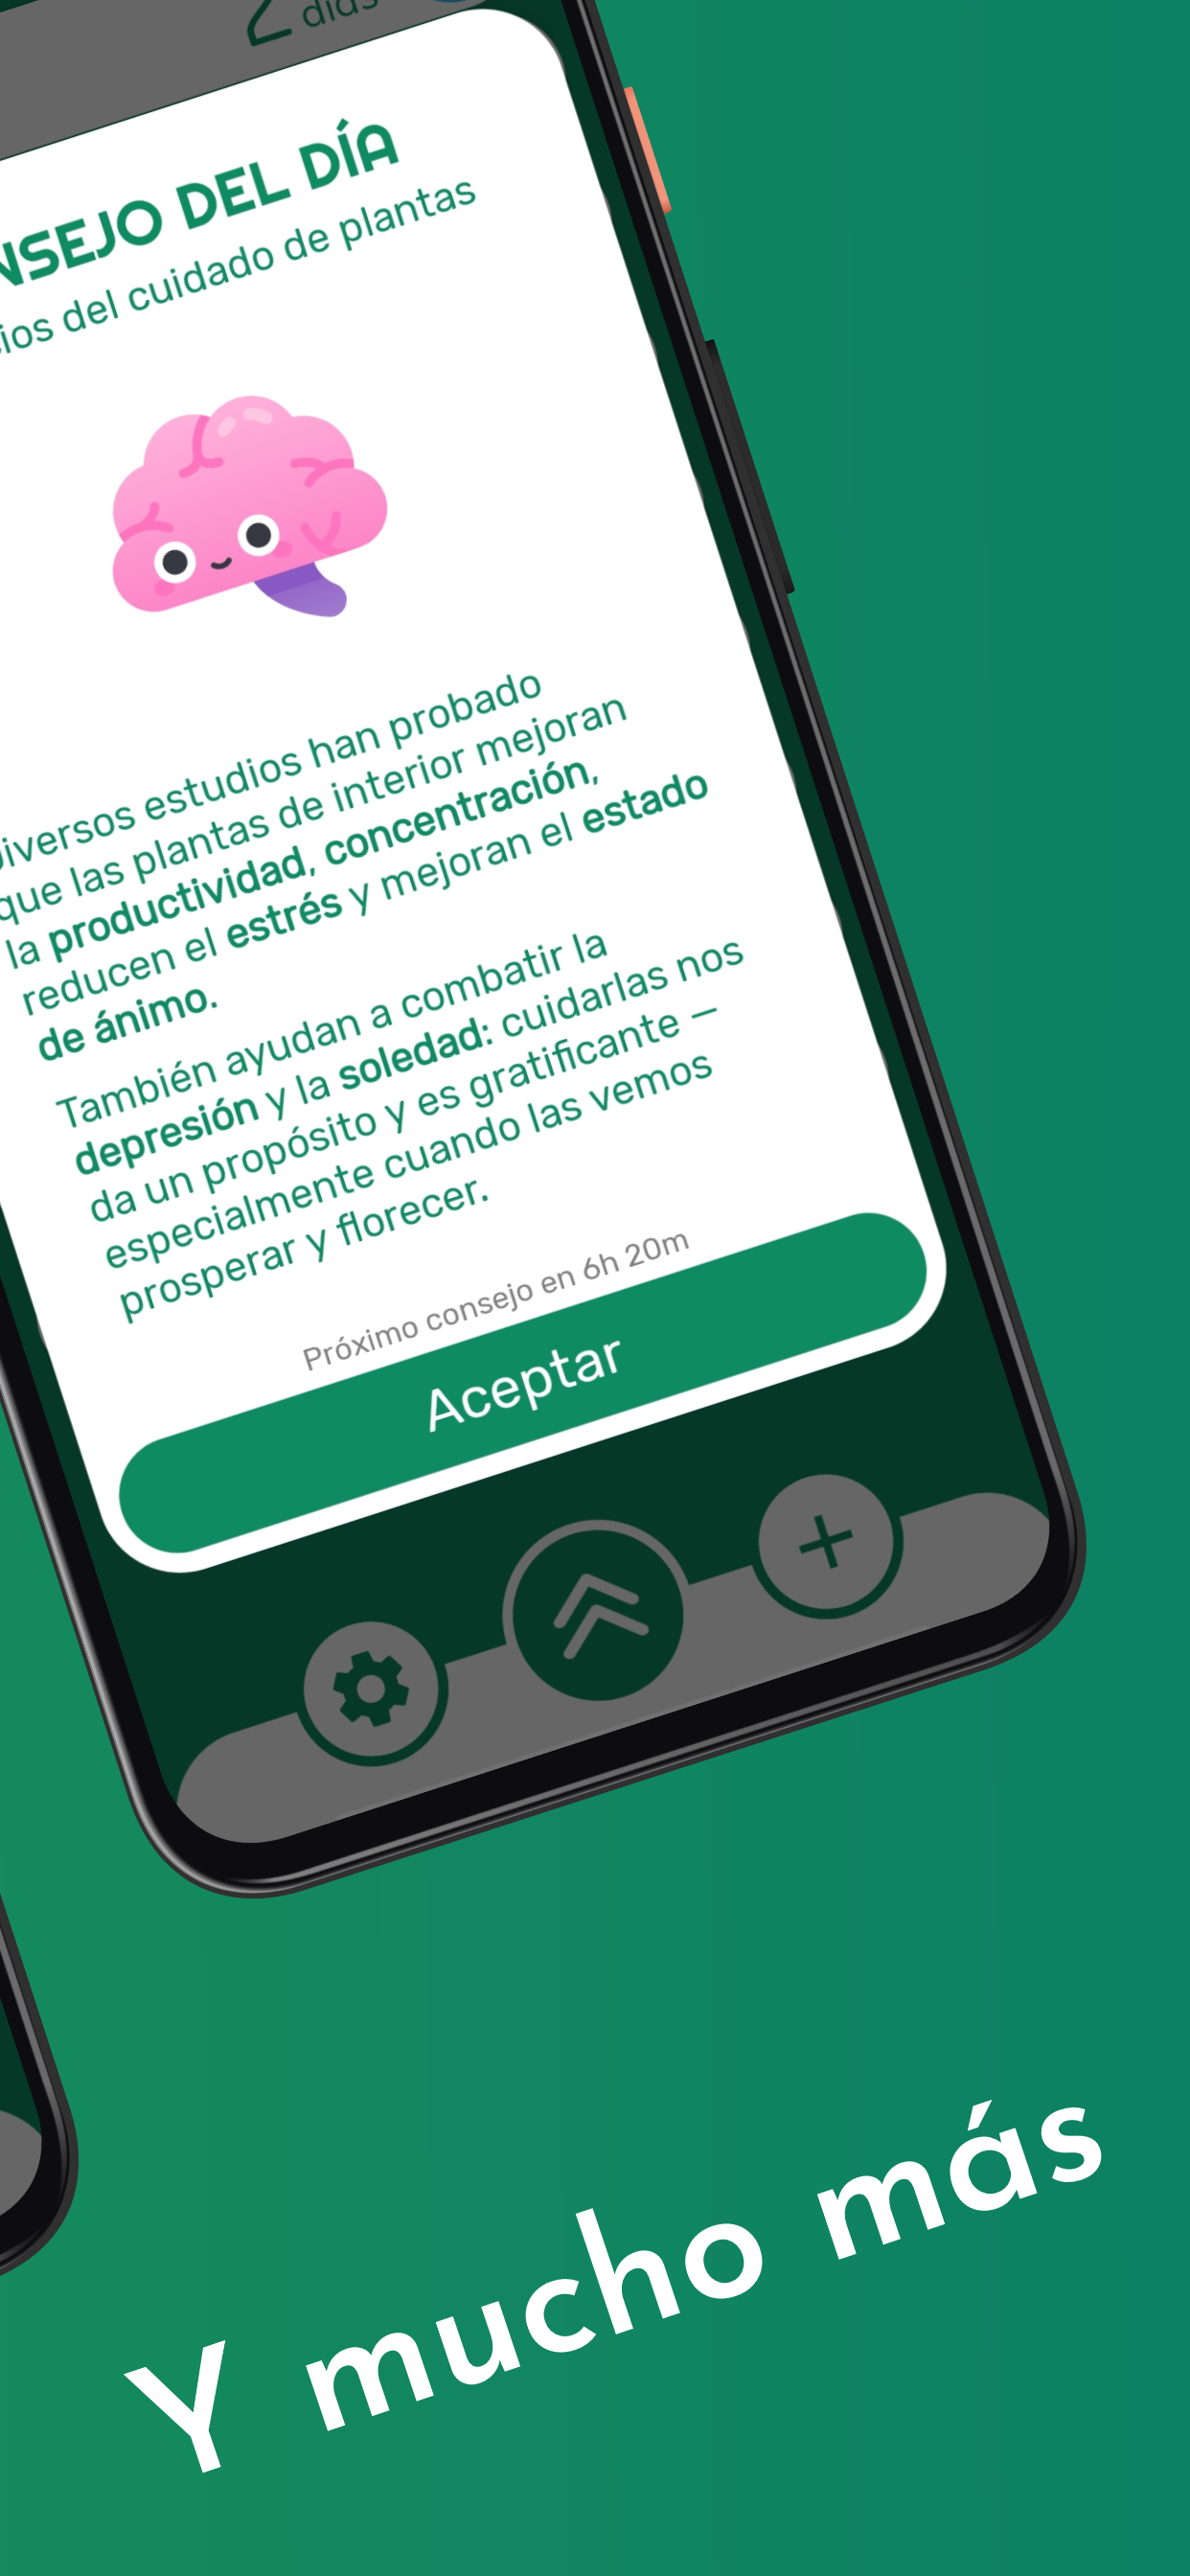 2 días
NSEJO DEL DÍA
ios del cuidado de plantas
iversos estudios han probado
que las plantas de interior mejoran
la productividad, concentración,
reducen el estrés y mejoran el estado
de ánimo.
También ayudan a combatir la
depresión y la soledad: cuidarlas nos
da un propósito y es gratificante –
especialmente cuando las vemos
prosperar y florecer.
Próximo consejo en 6h 20m
Aceptar
Y mucho más